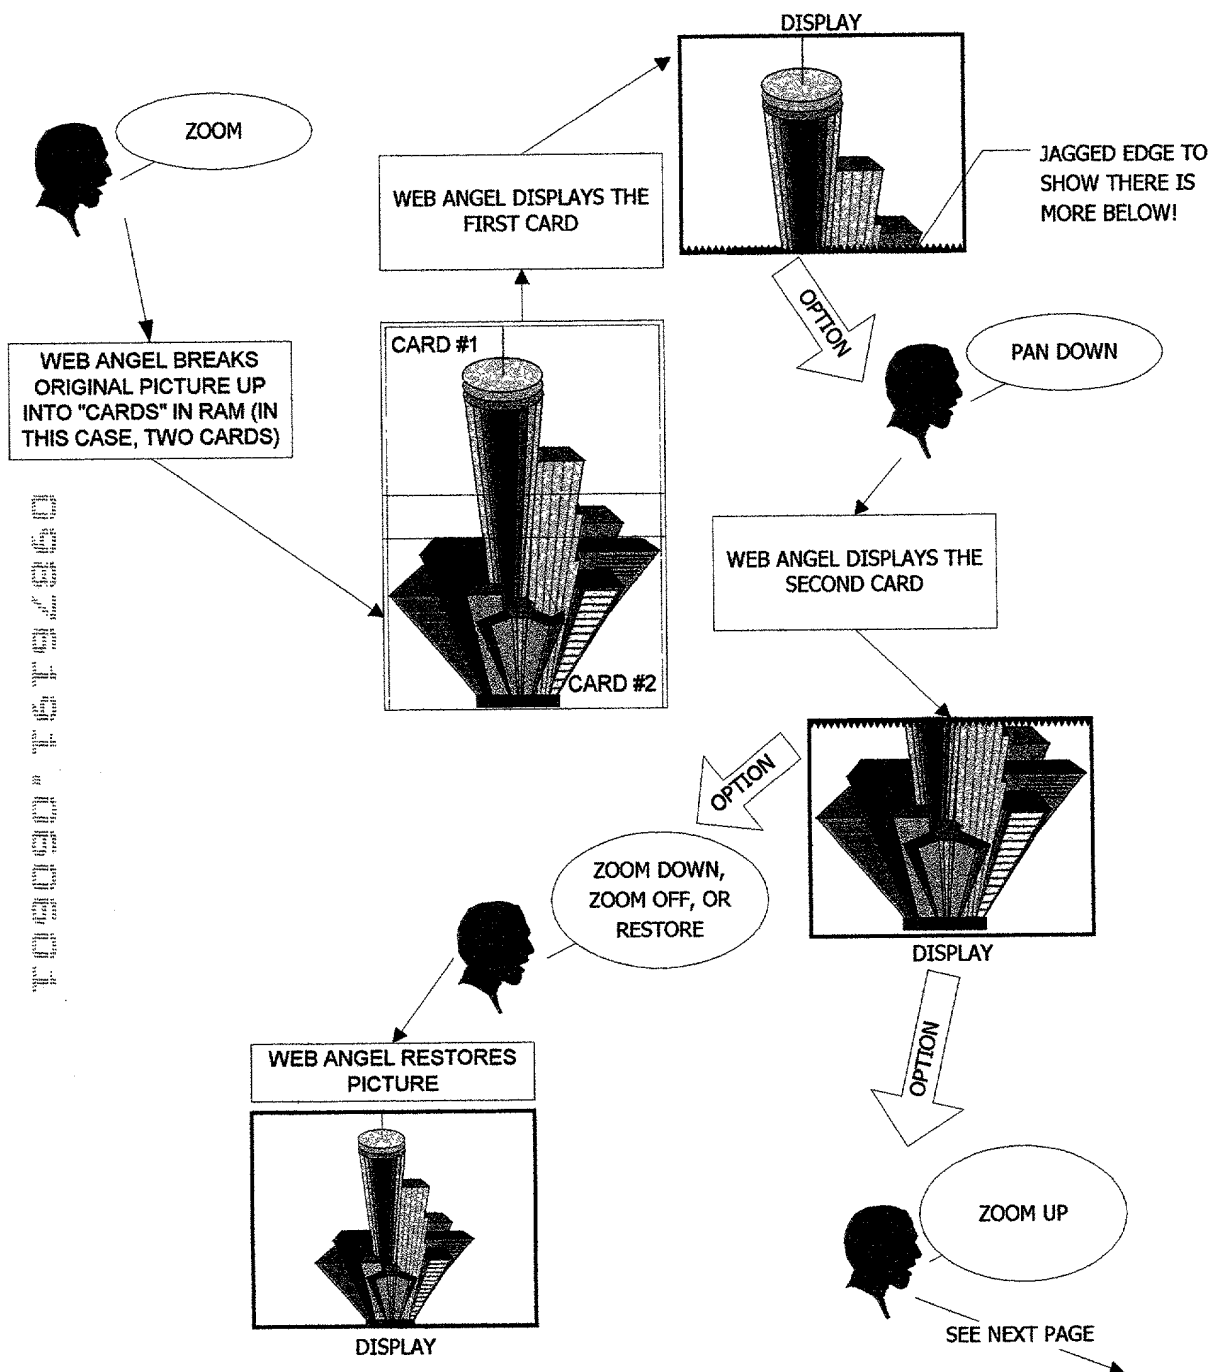 DISPLAY
ZOOM
JAGGED EDGE TO
SHOW THERE IS
MORE BELOW!
WEB ANGEL DISPLAYS THE
FIRST CARD
OPTION
PAN DOWN
CARD #1
WEB ANGEL BREAKS
ORIGINAL PICTURE UP
INTO "CARDS" IN RAM (IN
THIS CASE, TWO CARDS)
WEB ANGEL DISPLAYS THE
SECOND CARD
CARD #2
OPTION
ZOOM DOWN,
ZOOM OFF, OR
RESTORE
DISPLAY
OPTION
WEB ANGEL RESTORES
PICTURE
ZOOM UP
SEE NEXT PAGE
DISPLAY